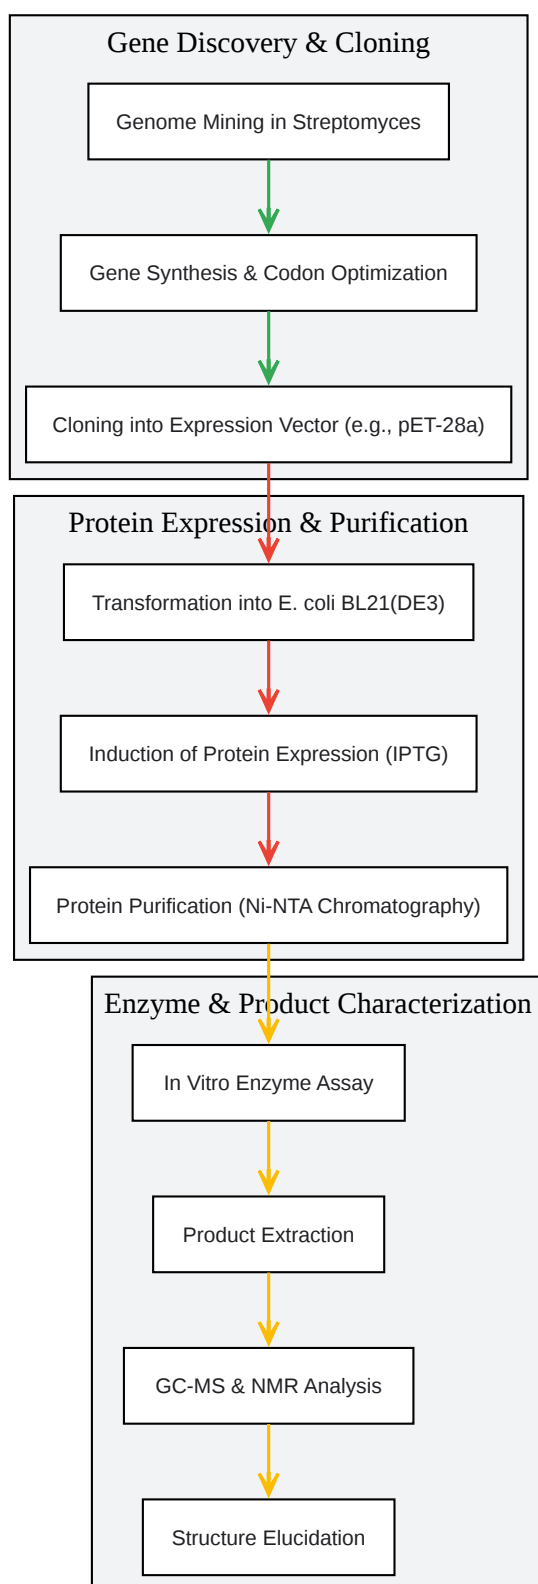 Gene Discovery & Cloning
Genome Mining in Streptomyces
Gene Synthesis & Codon Optimization
Cloning into Expression Vector (e.g., pET-28a)
Protein Expression & Purification
Transformation into E. coli BL21(DE3)
Induction of Protein Expression (IPTG)
Protein Purification (Ni-NTA Chromatography)
Enzyme & Product Characterization
In Vitro Enzyme Assay
Product Extraction
GC-MS & NMR Analysis
Structure Elucidation